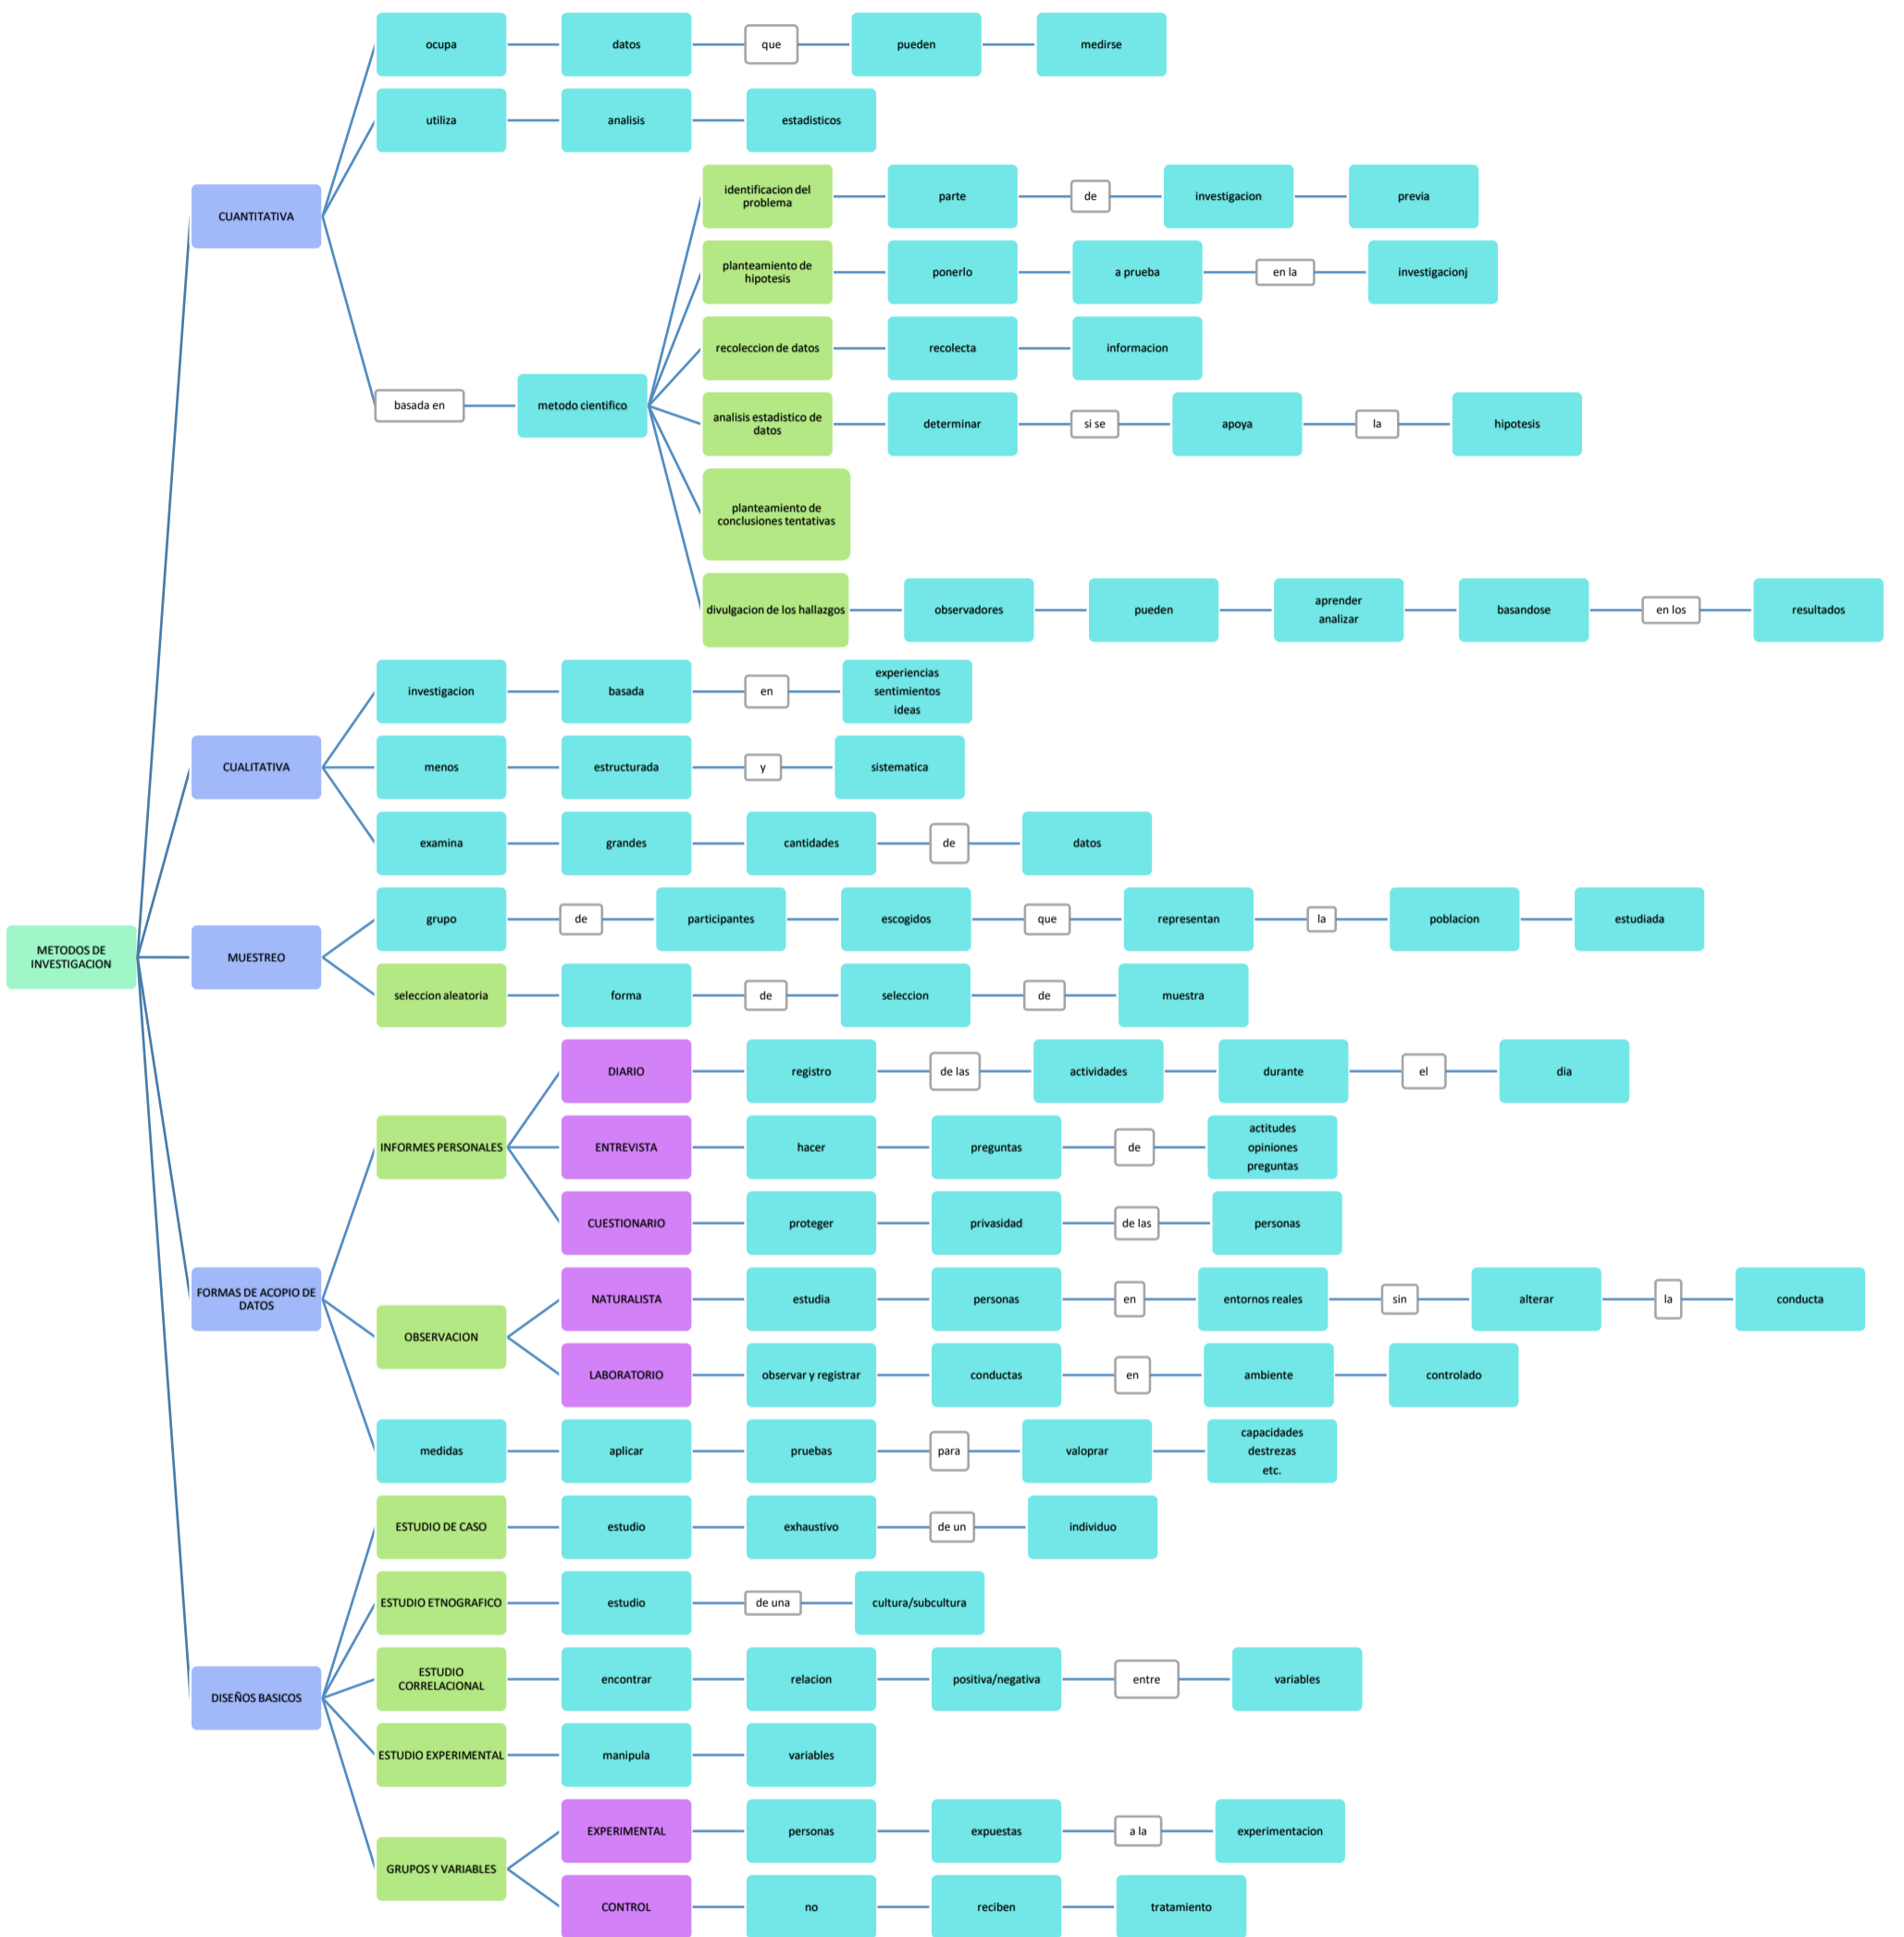 ocupa
datos
que
pueden
medirse
utiliza
analisis
estadisticos
CUANTITATIVA
identificacion del
problema
parte
de
investigacion
previa
planteamiento de
hipotesis
ponerlo
a prueba
en la
investigacionj
recoleccion de datos
recolecta
informacion
basada en
metodo cientifico
analisis estadistico de
datos
determinar
si se
apoya
la
hipotesis
planteamiento de
conclusiones tentativas
divulgacion de los hallazgos
observadores
pueden
aprender
analizar
basandose
en los
resultados
investigacion
basada
en
experiencias
sentimientos
ideas
CUALITATIVA
menos
estructurada
y
sistematica
examina
grandes
cantidades
de
datos
METODOS DE
INVESTIGACION
MUESTREO
grupo
de
participantes
escogidos
que
representan
la
poblacion
estudiada
seleccion aleatoria
forma
de
seleccion
de
muestra
FORMAS DE ACOPIO DE
DATOS
INFORMES PERSONALES
DIARIO
registro
de las
actividades
durante
el
dia
ENTREVISTA
hacer
preguntas
de
actitudes
opiniones
preguntas
CUESTIONARIO
proteger
privasidad
de las
personas
OBSERVACION
NATURALISTA
estudia
personas
en
entornos reales
sin
alterar
la
conducta
LABORATORIO
observar y registrar
conductas
en
ambiente
controlado
medidas
aplicar
pruebas
para
valoprar
capacidades
destrezas
etc.
DISEÑOS BASICOS
ESTUDIO DE CASO
estudio
exhaustivo
de un
individuo
ESTUDIO ETNOGRAFICO
estudio
de una
cultura/subcultura
ESTUDIO
CORRELACIONAL
encontrar
relacion
positiva/negativa
entre
variables
ESTUDIO EXPERIMENTAL
manipula
variables
GRUPOS Y VARIABLES
EXPERIMENTAL
personas
expuestas
a la
experimentacion
CONTROL
no
reciben
tratamiento